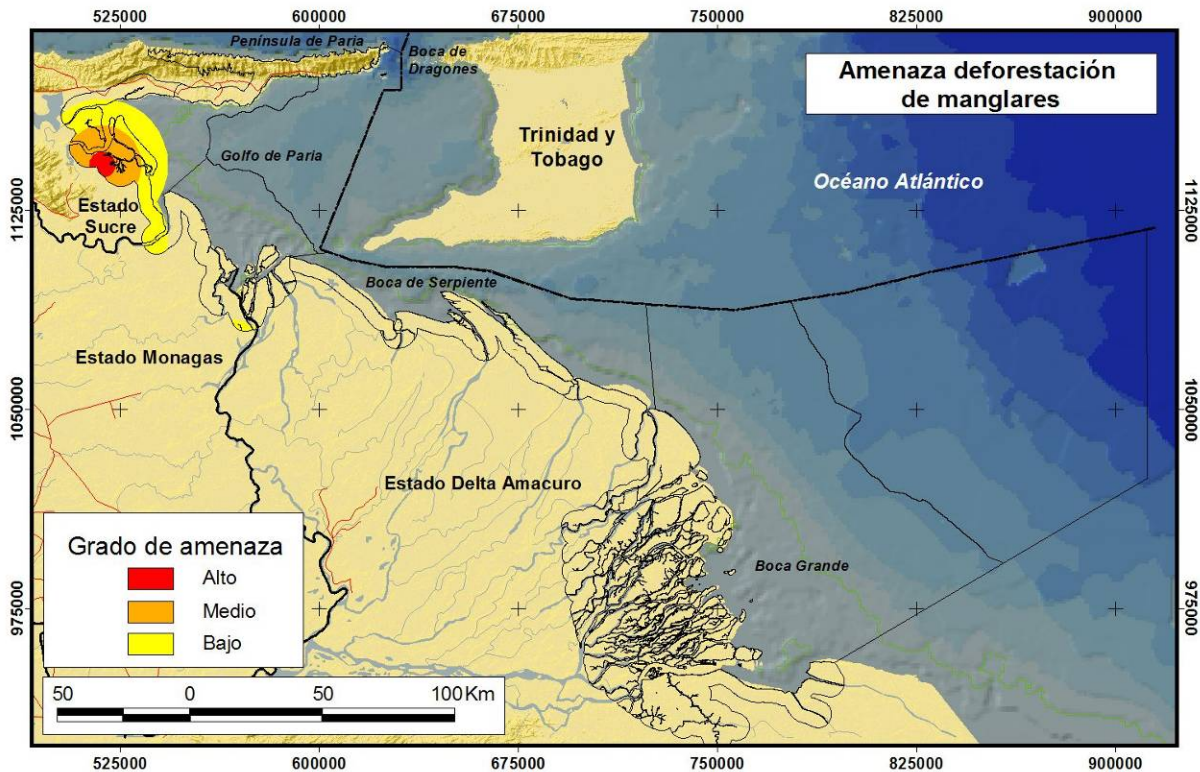 525000 600000 675000 750000 825000 900000
Península de Paria
Boca de
Dragones
Amenaza deforestación
de manglares
Trinidad y
Tobago
Golfo de Paria
Océano Atlántico
Estado
Sucre
1125000 1125000
Boca de Serpiente
Estado Monagas
1050000 1050000
Estado Delta Amacuro
Boca Grande
Grado de amenaza
Alto
Medio
Bajo
975000 975000
50 0 50 100 Km
525000 600000 675000 750000 825000 900000